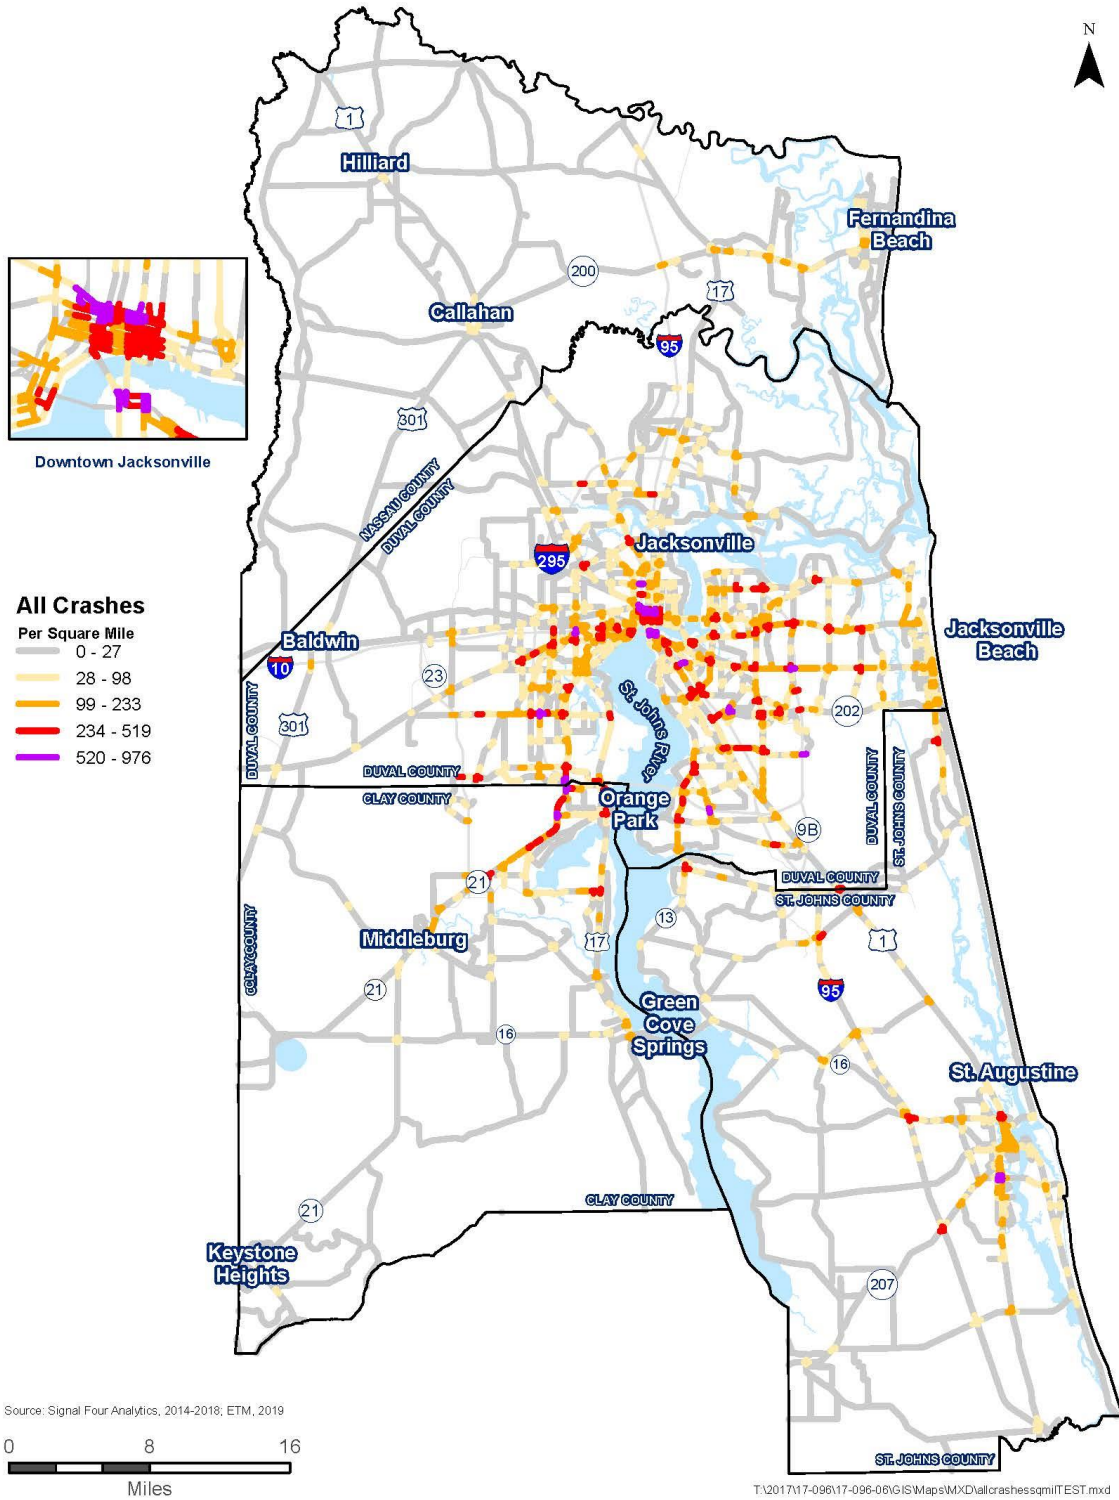 N
1
Hilliard
Fernandina
Beach
200
17
Callahan
95
301
Downtown Jacksonville
NASSAU COUNTY
DUVAL COUNTY
Jacksonville
295
All Crashes
Per Square Mile
0 - 27
28 - 98
99 - 233
234 - 519
520 - 976
Baldwin
10
23
Jacksonville
Beach
St. Johns River
301
202
DUVAL COUNTY
DUVAL COUNTY
CLAY COUNTY
Orange
Park
9B
DUVAL COUNTY
ST. JOHNS COUNTY
DUVAL COUNTY
ST. JOHNS COUNTY
21
13
Middleburg
17
1
CLAY COUNTY
21
95
Green
Cove
Springs
16
16
St. Augustine
21
CLAY COUNTY
Keystone
Heights
207
Source: Signal Four Analytics, 2014-2018; ETM, 2019
0 8 16
Miles
ST. JOHNS COUNTY
T:\2017\17-096\17-096-06\GIS\Maps\MXD\allcrashessqmilTEST.mxd